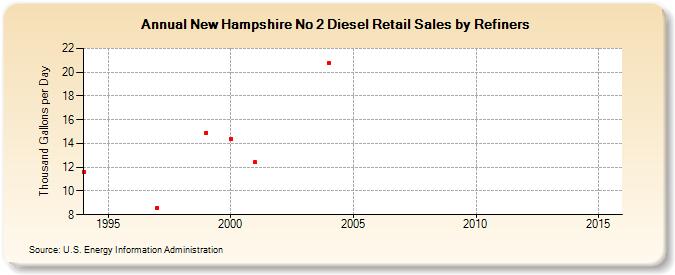 Annual New Hampshire No 2 Diesel Retail Sales by Refiners
Thousand Gallons per Day
22
20
18
16
14
12
10
8
1995 2000 2005 2010 2015
Source: U.S. Energy Information Administration